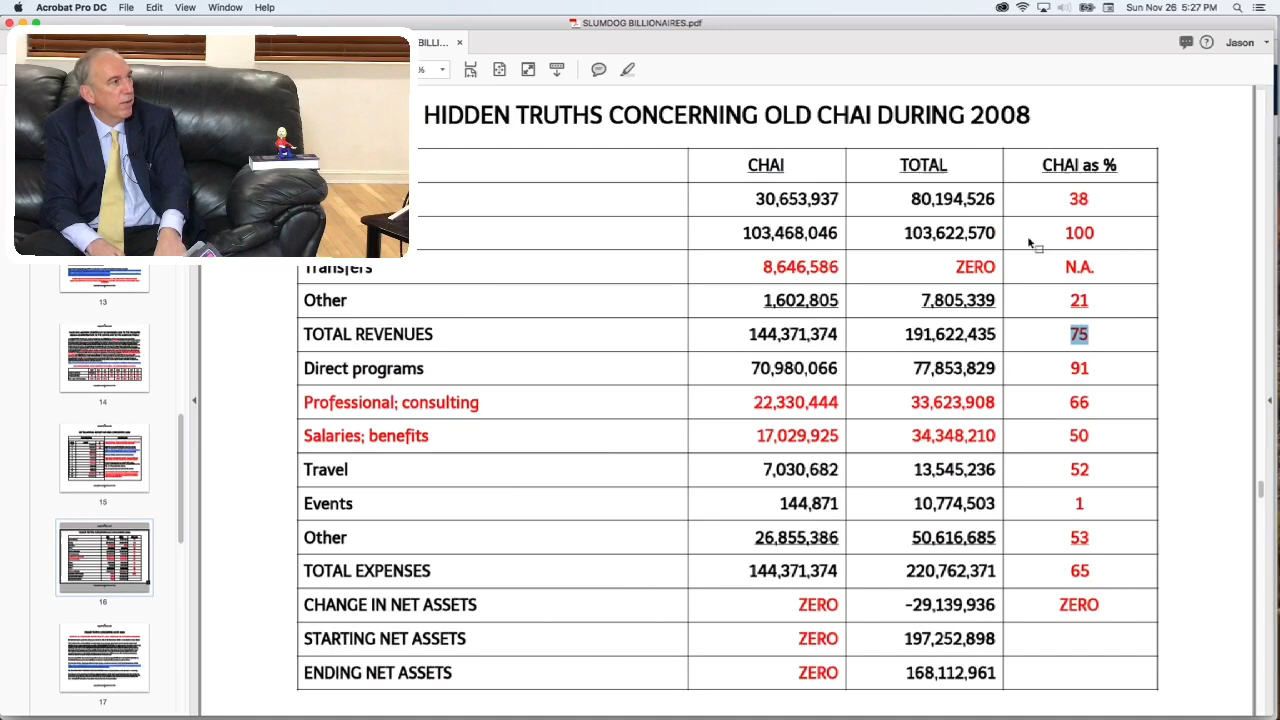 Acrobat Pro DC File Edit View Window Help Sun Nov 26 5:27 PM
SLUMDOG BILLIONAIRES.pdf
BILLI... × Jason
%
HIDDEN TRUTHS CONCERNING OLD CHAI DURING 2008
CHAI TOTAL CHAI as %
30,653,937 80,194,526 38
103,468,046 103,622,570 100
Transfers 8,646,586 ZERO N.A.
Other 1,602,805 7,805,339 21
TOTAL REVENUES 144,371,374 191,622,435 75
Direct programs 70,980,066 77,853,829 91
Professional; consulting 22,330,444 33,623,908 66
Salaries; benefits 17,029,925 34,348,210 50
Travel 7,030,682 13,545,236 52
Events 144,871 10,774,503 1
Other 26,855,386 50,616,685 53
TOTAL EXPENSES 144,371,374 220,762,371 65
CHANGE IN NET ASSETS ZERO -29,139,936 ZERO
STARTING NET ASSETS ZERO 197,252,898
ENDING NET ASSETS ZERO 168,112,961
13
14
15
16
17